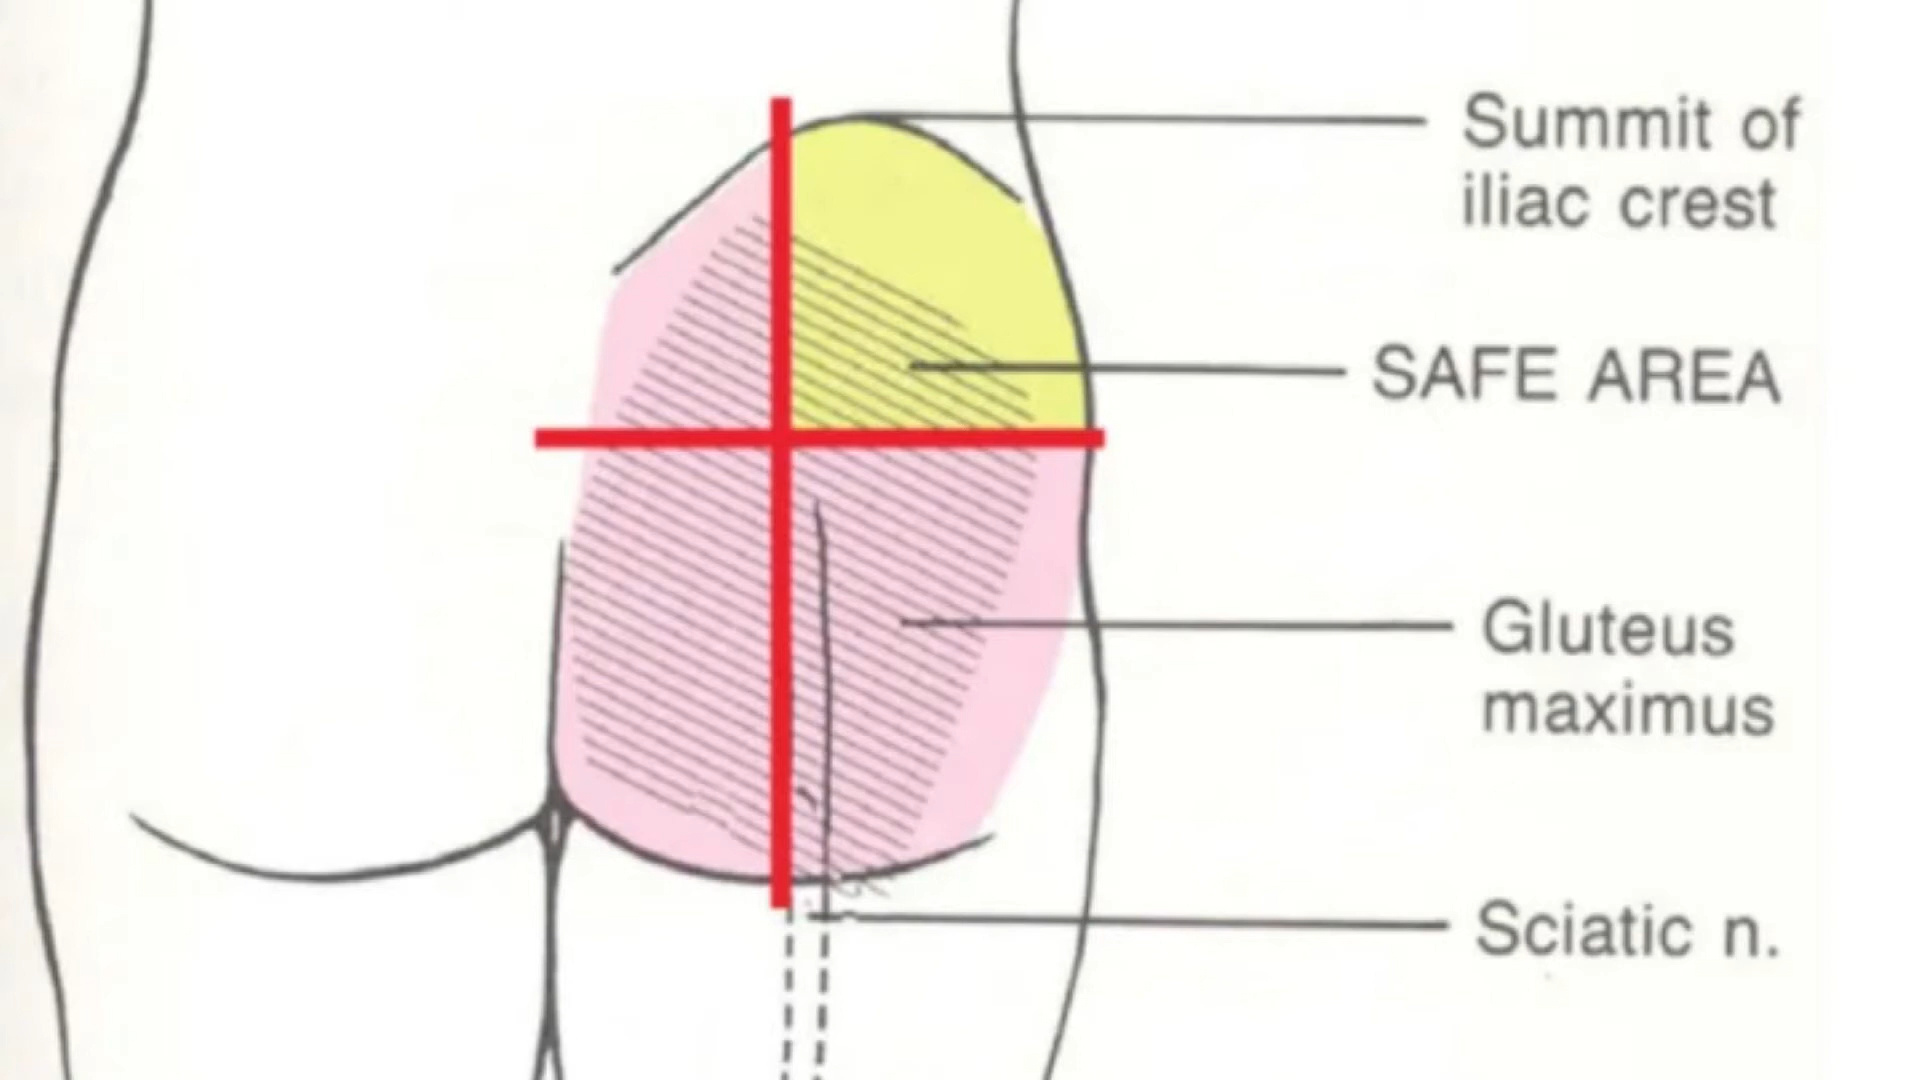 Summit of
iliac crest
SAFE AREA
Gluteus
maximus
Sciatic n.